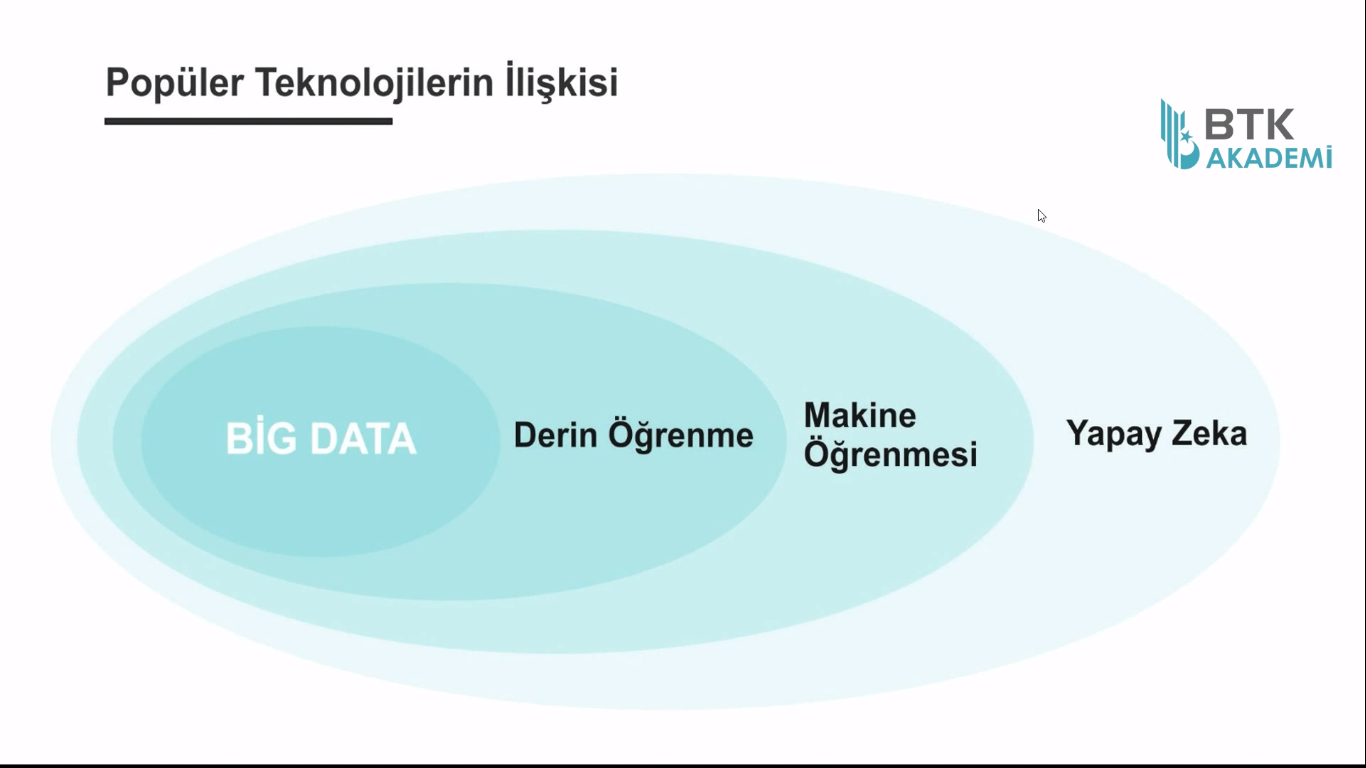 Popüler Teknolojilerin İlişkisi
BTK
AKADEMİ
BİG DATA
Derin Öğrenme
Makine
Öğrenmesi
Yapay Zeka